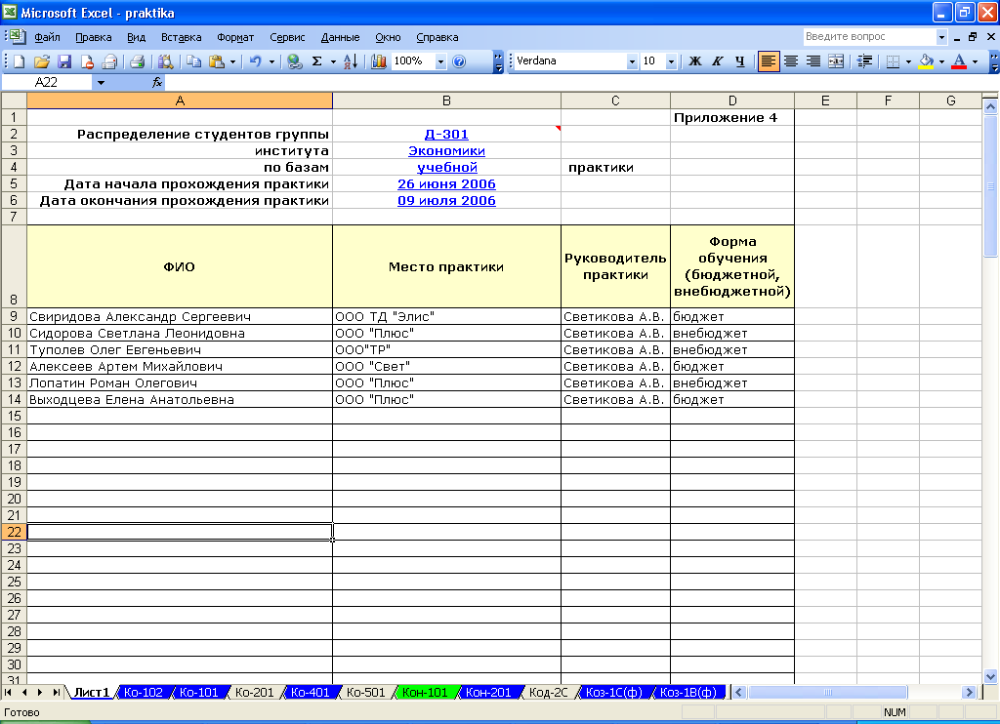 Microsoft Excel - praktika
Файл Правка Вид Вставка Формат Сервис Данные Окно Справка Введите вопрос
100% Verdana 10 Ж К Ч
A22 fx
A B C D E F G
1 Приложение 4
2 Распределение студентов группы Д-301
3 института Экономики
4 по базам учебной практики
5 Дата начала прохождения практики 26 июня 2006
6 Дата окончания прохождения практики 09 июля 2006
7
8 ФИО Место практики Руководитель практики Форма обучения (бюджетной, внебюджетной)
9 Свиридова Александр Сергеевич ООО ТД "Элис" Светикова А.В. бюджет
10 Сидорова Светлана Леонидовна ООО "Плюс" Светикова А.В. внебюджет
11 Туполев Олег Евгеньевич ООО"ТР" Светикова А.В. внебюджет
12 Алексеев Артем Михайлович ООО "Свет" Светикова А.В. бюджет
13 Лопатин Роман Олегович ООО "Плюс" Светикова А.В. внебюджет
14 Выходцева Елена Анатольевна ООО "Плюс" Светикова А.В. бюджет
15
16
17
18
19
20
21
22
23
24
25
26
27
28
29
30
31
Лист1 Ко-102 Ко-101 Ко-201 Ко-401 Ко-501 Кон-101 Кон-201 Код-2С Коз-1С(ф) Коз-1В(ф)
Готово NUM